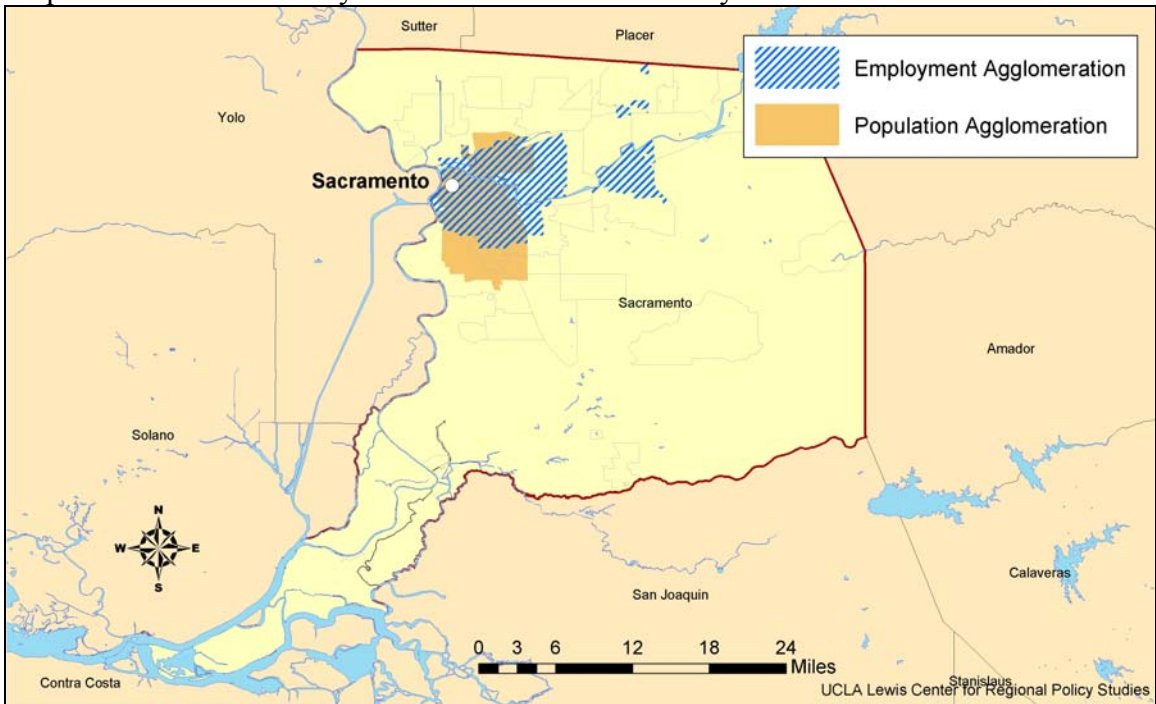 Sutter
Placer
Employment Agglomeration
Population Agglomeration
Yolo
Sacramento
Sacramento
Amador
Solano
N
W
E
S
Calaveras
San Joaquin
0 3 6 12 18 24
Miles
Contra Costa
Stanislaus
UCLA Lewis Center for Regional Policy Studies